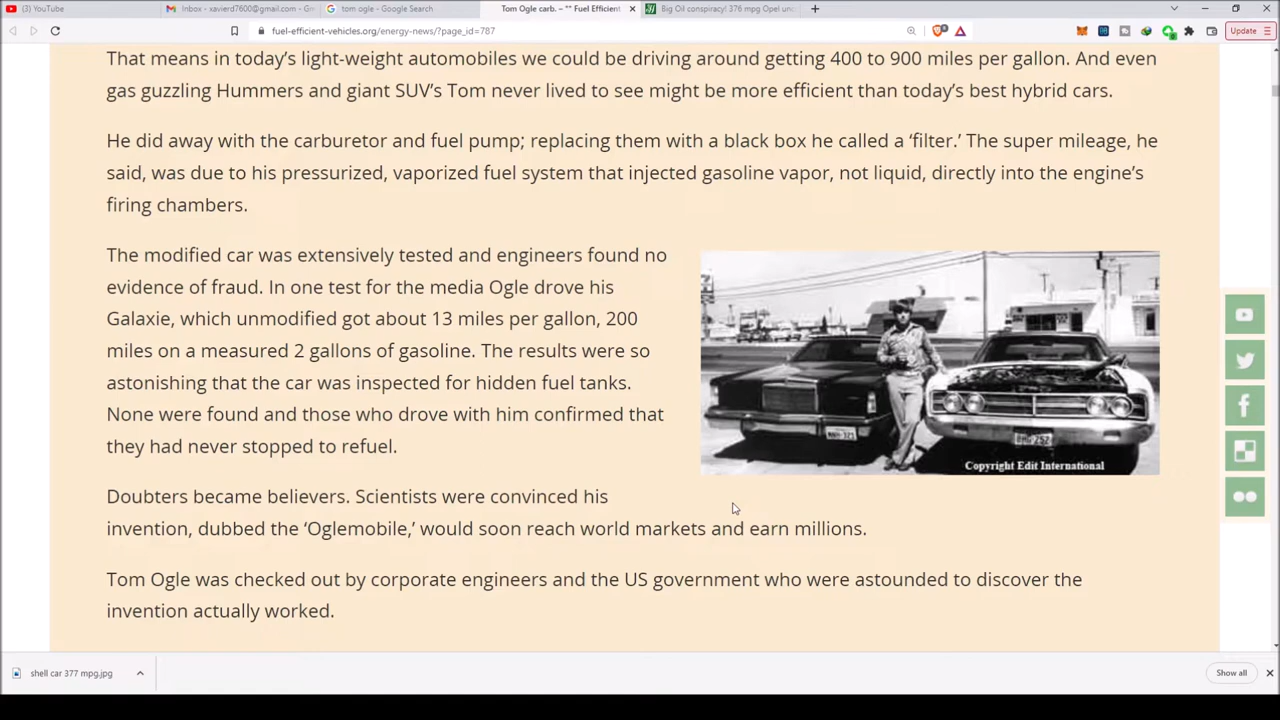 (3) YouTube
Inbox - savierd7600@gmail.com - Gm
tom ogle - Google Search
Tom Ogle carb. – "" Fuel Efficient
Big Oil conspiracy! 376 mpg Opel unc
fuel-efficient-vehicles.org/energy-news/?page_id=787
Update
That means in today's light-weight automobiles we could be driving around getting 400 to 900 miles per gallon. And even
gas guzzling Hummers and giant SUV's Tom never lived to see might be more efficient than today's best hybrid cars.
He did away with the carburetor and fuel pump; replacing them with a black box he called a 'filter.' The super mileage, he
said, was due to his pressurized, vaporized fuel system that injected gasoline vapor, not liquid, directly into the engine's
firing chambers.
The modified car was extensively tested and engineers found no
evidence of fraud. In one test for the media Ogle drove his
Galaxie, which unmodified got about 13 miles per gallon, 200
miles on a measured 2 gallons of gasoline. The results were so
astonishing that the car was inspected for hidden fuel tanks.
None were found and those who drove with him confirmed that
they had never stopped to refuel.
Copyright Edit International
Doubters became believers. Scientists were convinced his
invention, dubbed the 'Oglemobile,' would soon reach world markets and earn millions.
Tom Ogle was checked out by corporate engineers and the US government who were astounded to discover the
invention actually worked.
shell car 377 mpg.jpg
Show all